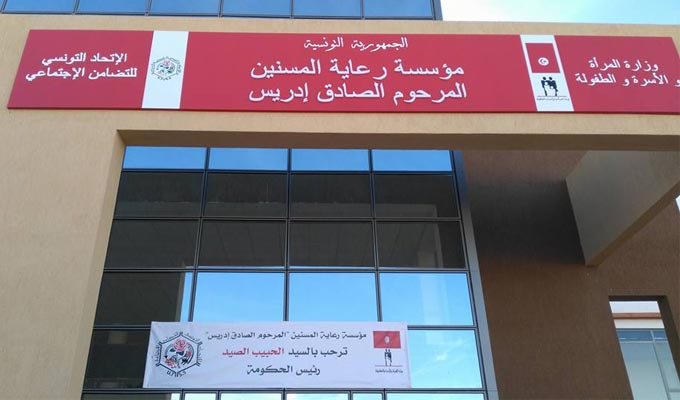 الجمهورية التونسية
وزارة المرأة
و الأسرة و الطفولة
مؤسسة رعاية المسنين
المرحوم الصادق إدريس
الإتحاد التونسي
للتضامن الإجتماعي
مؤسسة رعاية المسنين "المرحوم الصادق إدريس"
ترحب بالسيد الحبيب الصيد
رئيس الحكومة